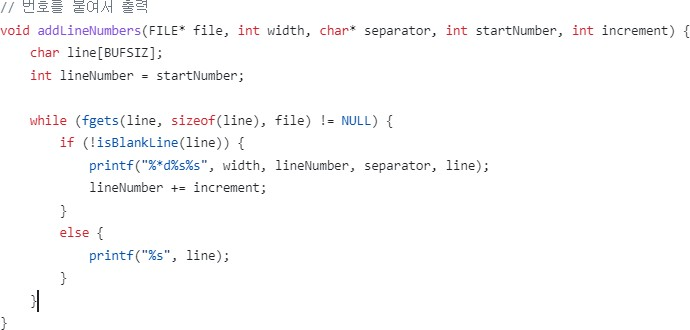 // 번호를 붙여서 출력
void addLineNumbers(FILE* file, int width, char* separator, int startNumber, int increment) {
    char line[BUFSIZ];
    int lineNumber = startNumber;

    while (fgets(line, sizeof(line), file) != NULL) {
        if (!isBlankLine(line)) {
            printf("%*d%s%s", width, lineNumber, separator, line);
            lineNumber += increment;
        }
        else {
            printf("%s", line);
        }
    }
}